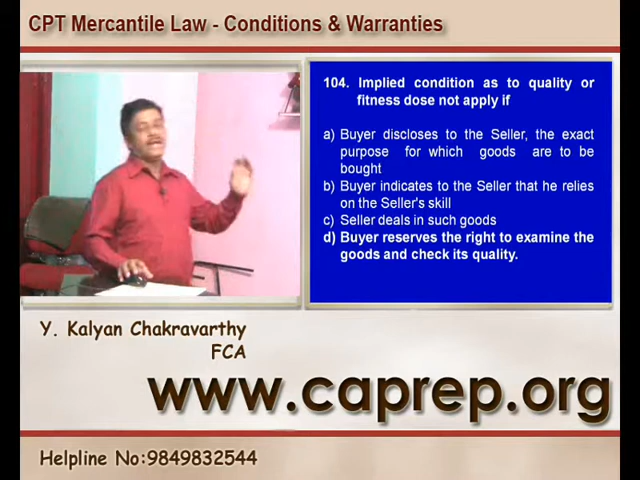 CPT Mercantile Law - Conditions & Warranties
104. Implied condition as to quality or
fitness dose not apply if
a) Buyer discloses to the Seller, the exact
purpose for which goods are to be
bought
b) Buyer indicates to the Seller that he relies
on the Seller's skill
c) Seller deals in such goods
d) Buyer reserves the right to examine the
goods and check its quality.
Y. Kalyan Chakravarthy
FCA
www.caprep.org
Helpline No:9849832544